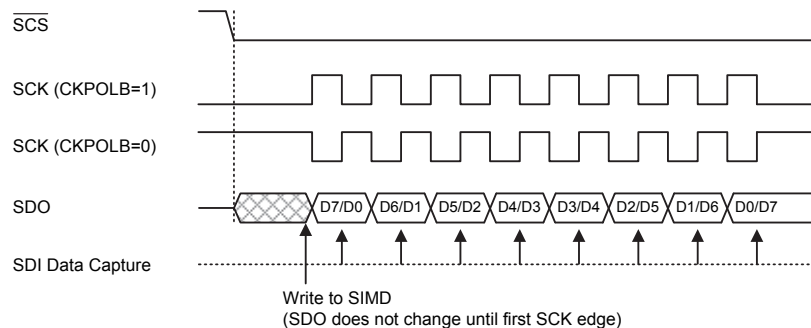 SCS
SCK (CKPOLB=1)
SCK (CKPOLB=0)
SDO
D7/D0 D6/D1 D5/D2 D4/D3 D3/D4 D2/D5 D1/D6 D0/D7
SDI Data Capture
Write to SIMD
(SDO does not change until first SCK edge)